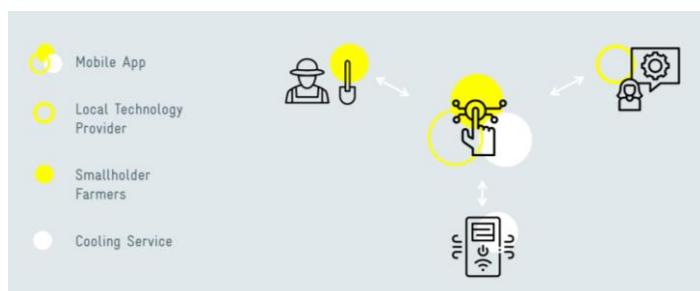 Mobile App
Local Technology
Provider
Smallholder
Farmers
Cooling Service